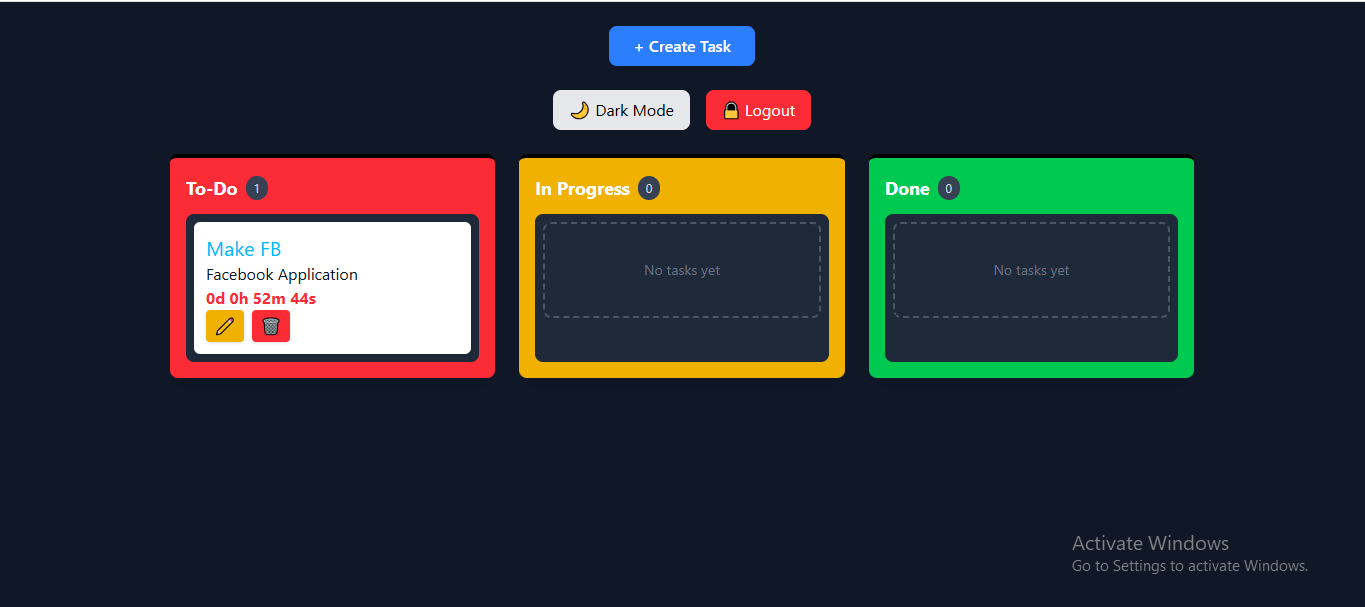 + Create Task
🌙 Dark Mode
🔒 Logout
To-Do 1
Make FB
Facebook Application
0d 0h 52m 44s
In Progress 0
No tasks yet
Done 0
No tasks yet
Activate Windows
Go to Settings to activate Windows.